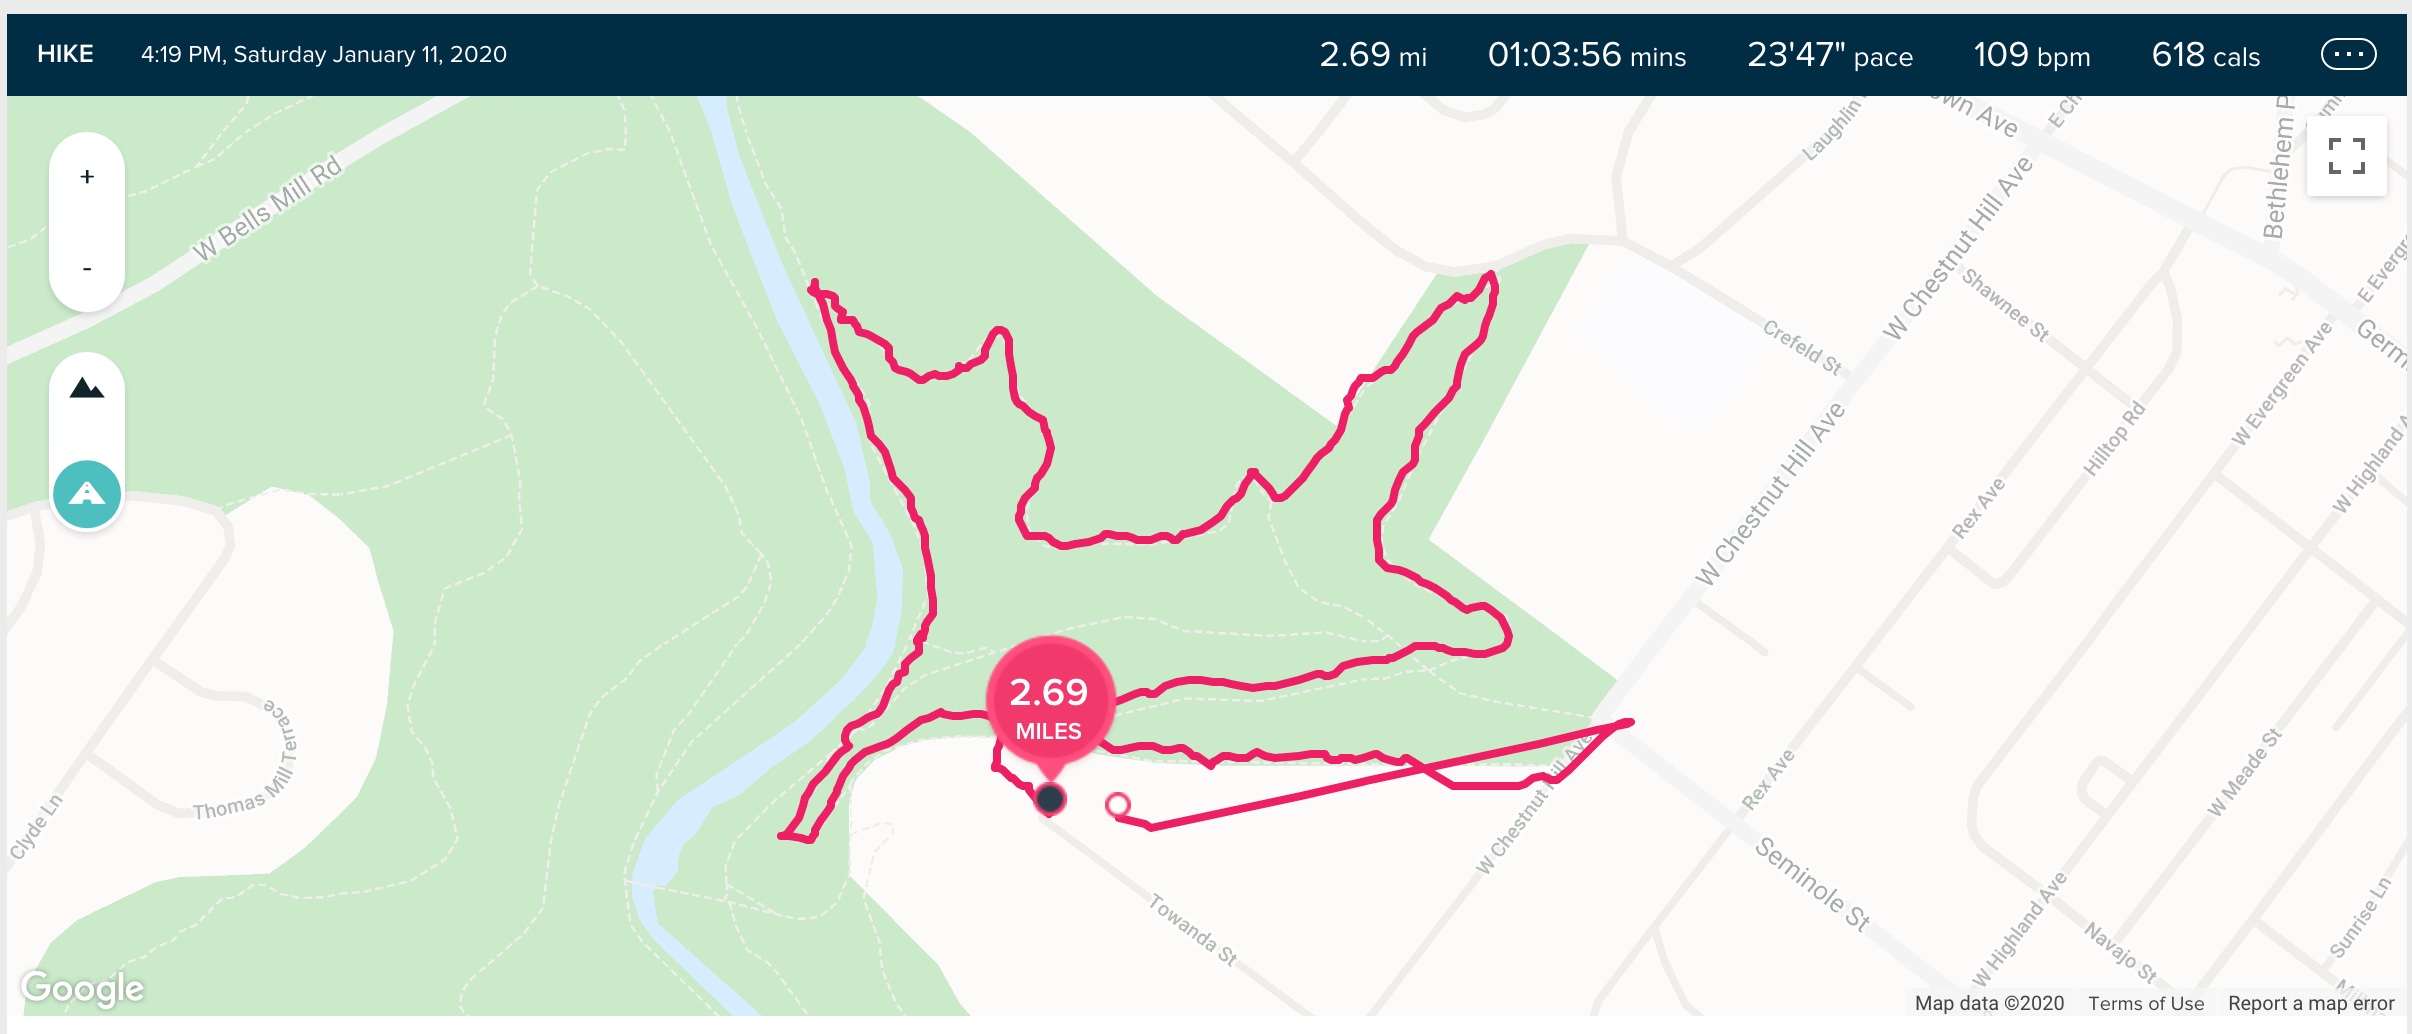 HIKE
4:19 PM, Saturday January 11, 2020
2.69 mi
01:03:56 mins
23'47" pace
109 bpm
618 cals
+
-
W Bells Mill Rd
Laughlin
wn Ave
E Ch
Bethlehem P
W Chestnut Hill Ave
Shawnee St
E Everg
Germ
Crefeld St
W Evergreen Ave
Hilltop Rd
W Chestnut Hill Ave
W Highland A
Rex Ave
2.69
MILES
Thomas Mill Terrace
Clyde Ln
W Chestnut Hill Ave
Rex Ave
W Meade St
Seminole St
Towanda St
W Highland Ave
Navajo St
Sunrise Ln
Google
Map data ©2020
Terms of Use
Report a map error